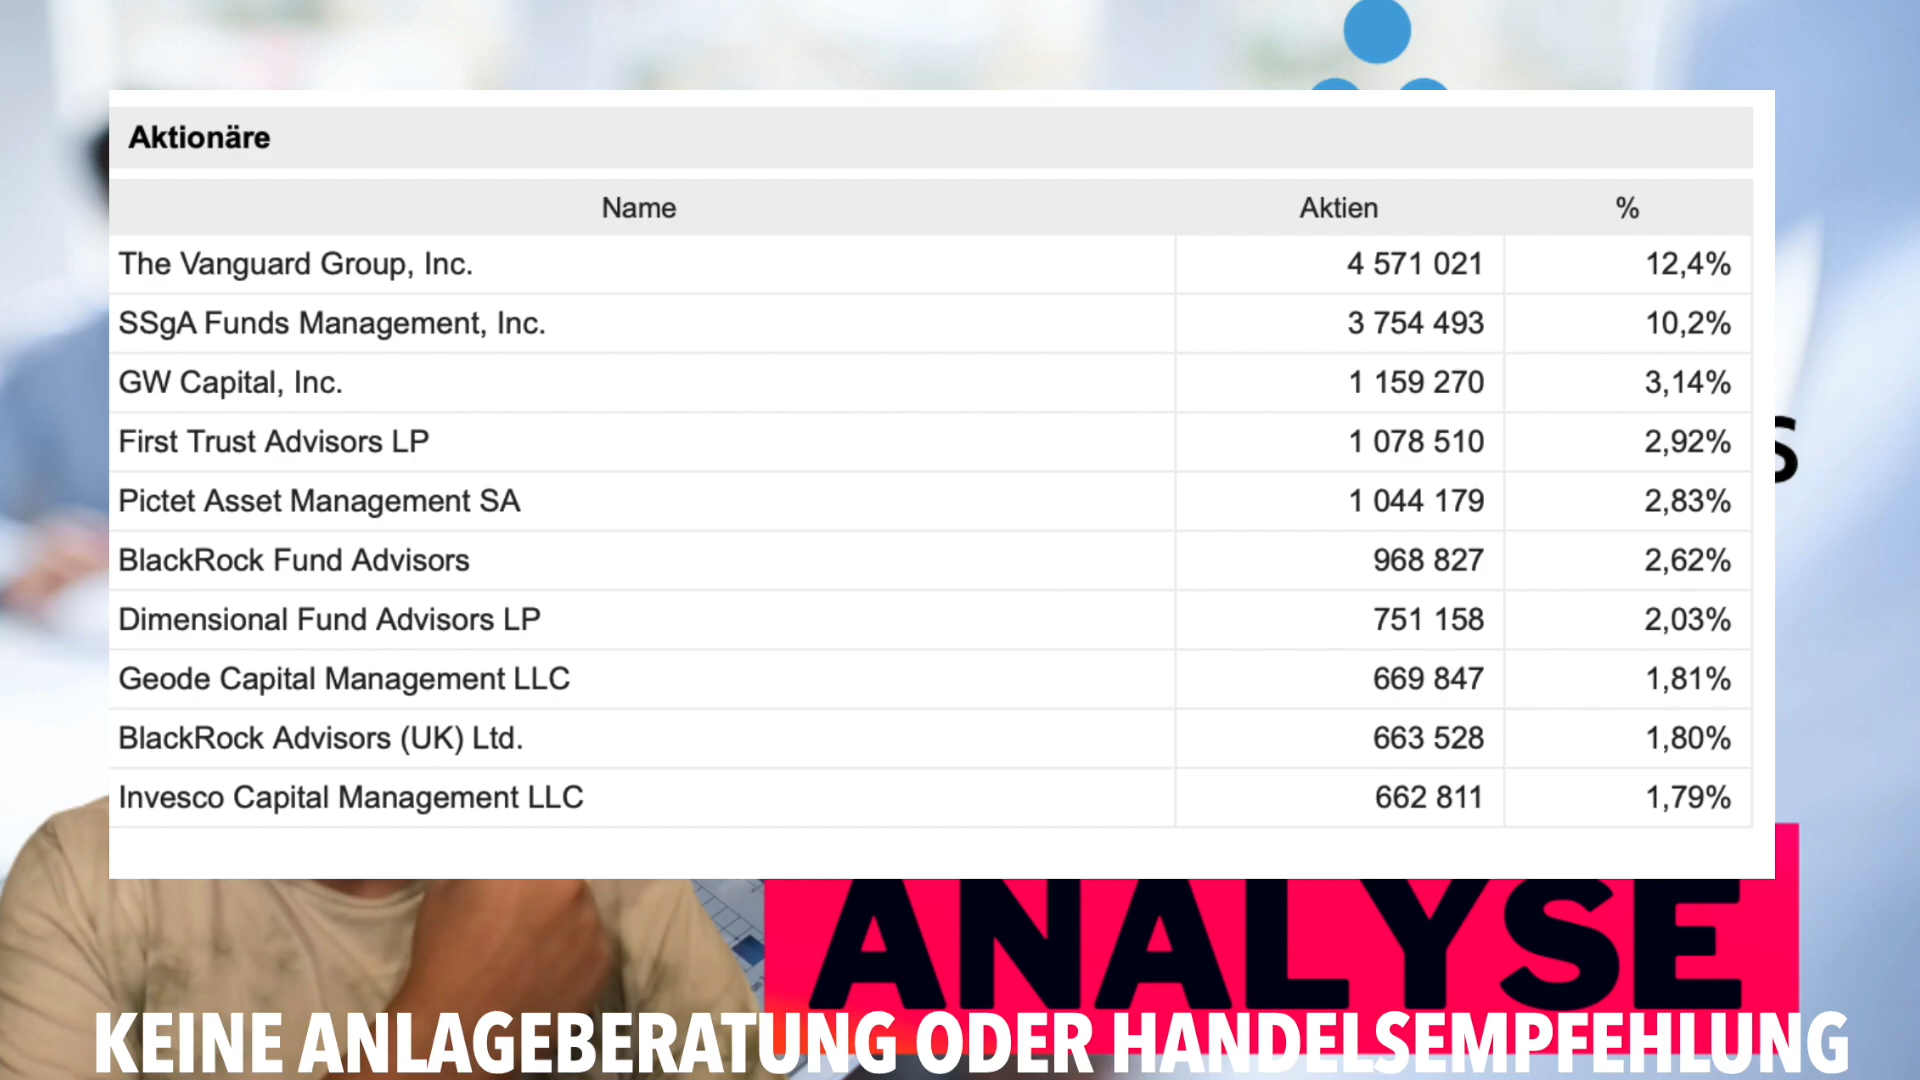 Aktionäre
Name Aktien %
The Vanguard Group, Inc. 4 571 021 12,4%
SSgA Funds Management, Inc. 3 754 493 10,2%
GW Capital, Inc. 1 159 270 3,14%
First Trust Advisors LP 1 078 510 2,92%
Pictet Asset Management SA 1 044 179 2,83%
BlackRock Fund Advisors 968 827 2,62%
Dimensional Fund Advisors LP 751 158 2,03%
Geode Capital Management LLC 669 847 1,81%
BlackRock Advisors (UK) Ltd. 663 528 1,80%
Invesco Capital Management LLC 662 811 1,79%
ANALYSE
KEINE ANLAGEBERATUNG ODER HANDELSEMPFEHLUNG